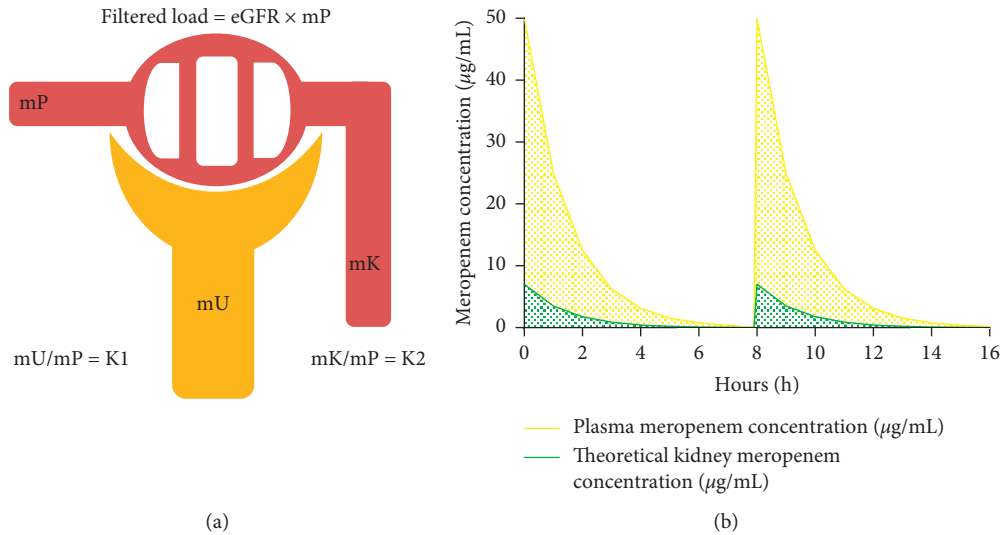 Filtered load = eGFR × mP
mP
mK
mU
mU/mP = K1
mK/mP = K2
(a)
Meropenem concentration (μg/mL)
50
40
30
20
10
0
0
2
4
6
8
10
12
14
16
Hours (h)
Plasma meropenem concentration (μg/mL)
Theoretical kidney meropenem
concentration (μg/mL)
(b)